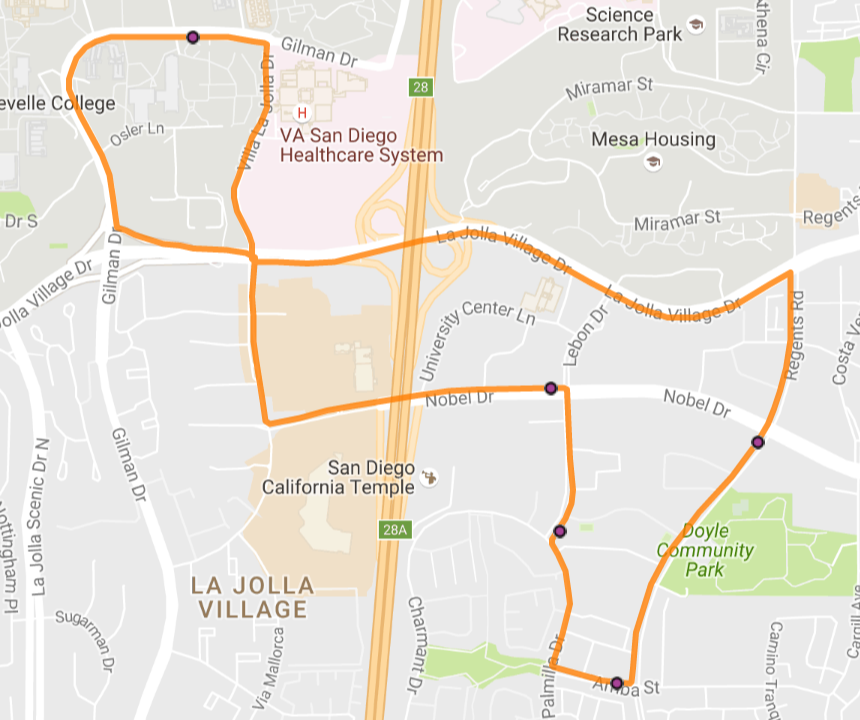 Science
Research Park
Athena Cir
Gilman Dr
Villa La Jolla Dr
28
Miramar St
evelle College
H
Osler Ln
VA San Diego
Healthcare System
Mesa Housing
Dr S
Miramar St
Regents
Gilman Dr
La Jolla Village Dr
olla Village Dr
La Jolla Village Dr
Regents Rd
University Center Ln
Lebon Dr
Costa Ve
Nobel Dr
Nobel Dr
Gilman Dr
La Jolla Scenic Dr N
San Diego
California Temple
Nottingham Pl
28A
Doyle
Community
Park
LA JOLLA
VILLAGE
Sugarman Dr
Via Mallorca
Charmant Dr
Palmilla Dr
Arriba St
Camino Tran
Cargill Ave